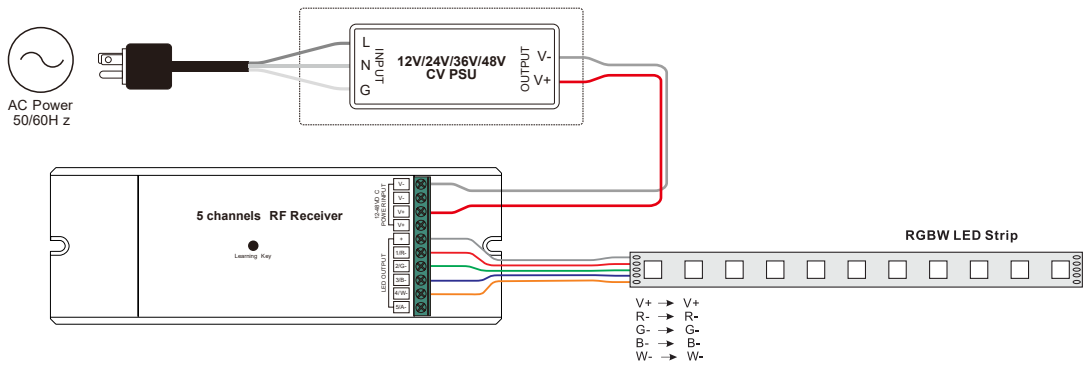 AC Power
50/60H z
L
N
G
INPUT
12V/24V/36V/48V
CV PSU
OUTPUT
V-
V+
5 channels RF Receiver
Learning Key
12-48VD C
POWER INPUT
V-
V-
V+
V+
LED OUTPUT
+
1/R-
2/G-
3/B-
4/W-
5/A-
RGBW LED Strip
V+ → V+
R- → R-
G- → G-
B- → B-
W- → W-